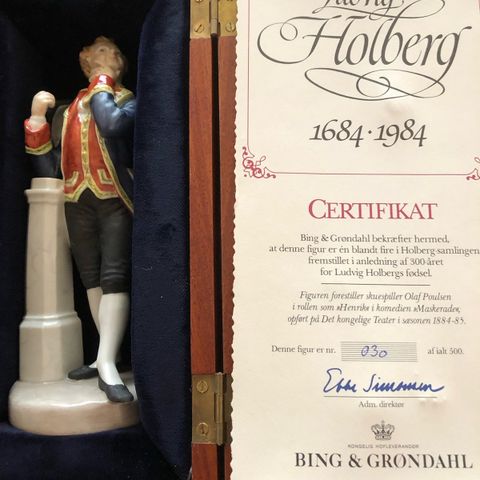 Holberg
1684 · 1984
CERTIFIKAT
Bing & Grøndahl bekræfter hermed,
at denne figur er én blandt fire i Holberg-samlingen
fremstillet i anledning af 300-året
for Ludvig Holbergs fødsel.
Figuren forestiller skuespiller Olaf Poulsen
i rollen som »Henrik« i komedien »Maskerade«,
opført på Det kongelige Teater i sæsonen 1884-85.
Denne figur er nr. 030 af ialt 500.
Ebbe Simonsen
Adm. direktør
KONGELIG HOFLEVERANDØR
BING & GRØNDAHL